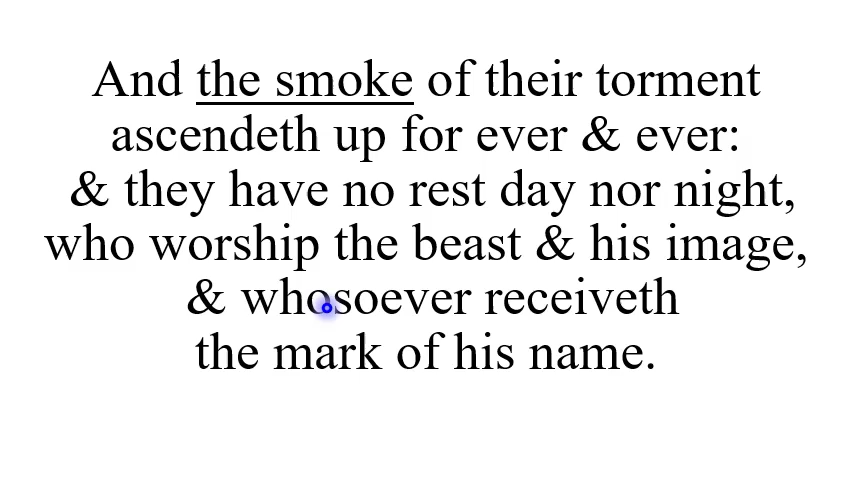 And the smoke of their torment
ascendeth up for ever & ever:
& they have no rest day nor night,
who worship the beast & his image,
& whosoever receiveth
the mark of his name.